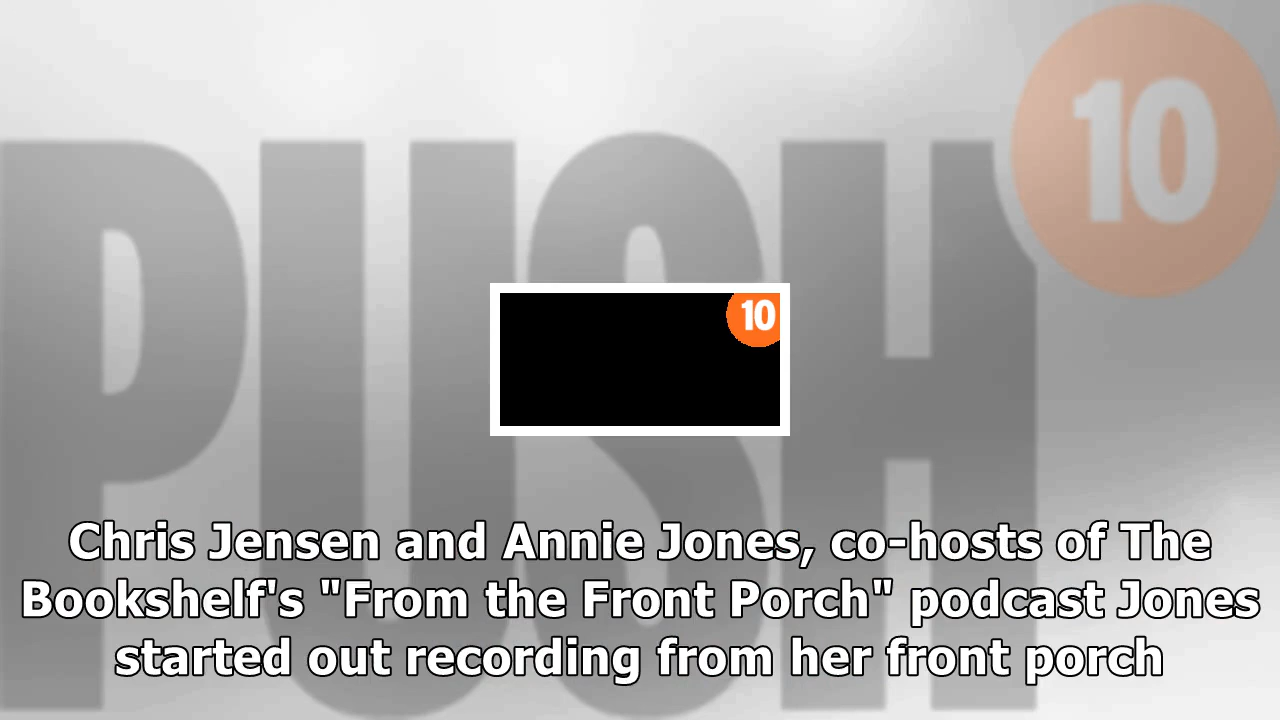 PUSH
10
10
Chris Jensen and Annie Jones, co-hosts of The
Bookshelf's "From the Front Porch" podcast Jones
started out recording from her front porch